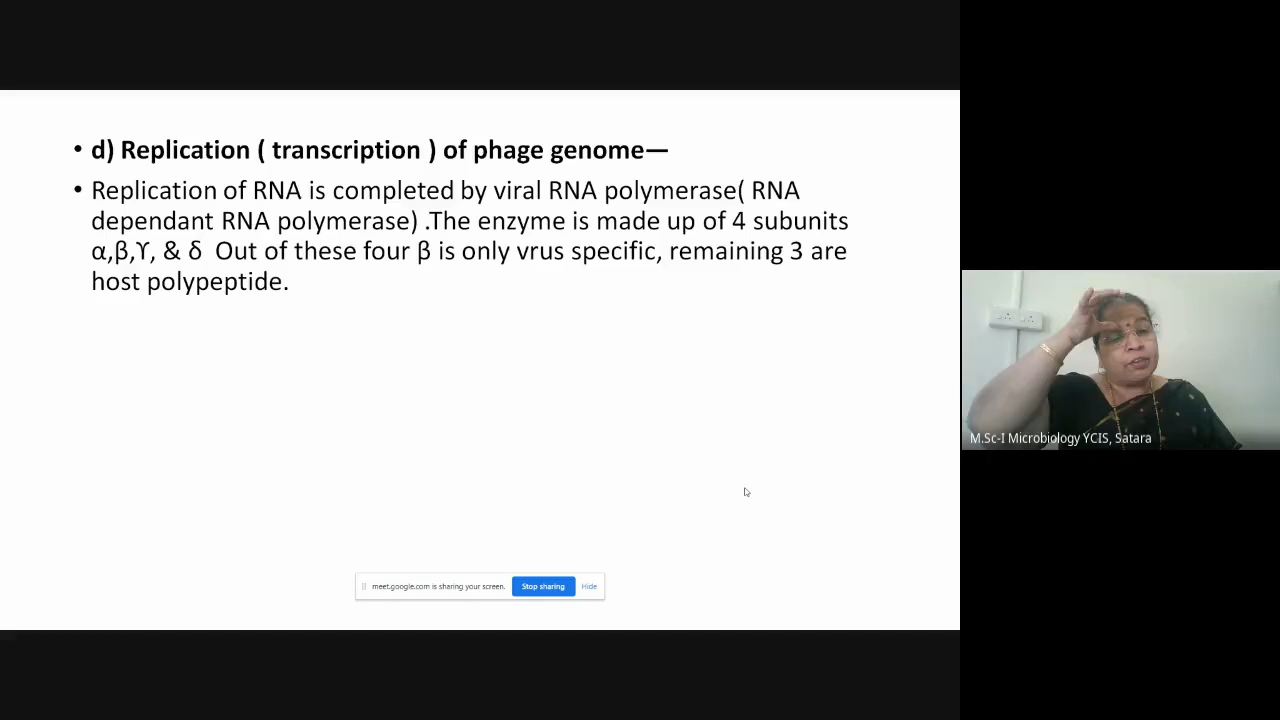 • d) Replication ( transcription ) of phage genome—
• Replication of RNA is completed by viral RNA polymerase( RNA
dependant RNA polymerase) .The enzyme is made up of 4 subunits
α,β,ϒ, & δ Out of these four β is only vrus specific, remaining 3 are
host polypeptide.
M.Sc-I Microbiology YCIS, Satara
meet.google.com is sharing your screen. Stop sharing Hide